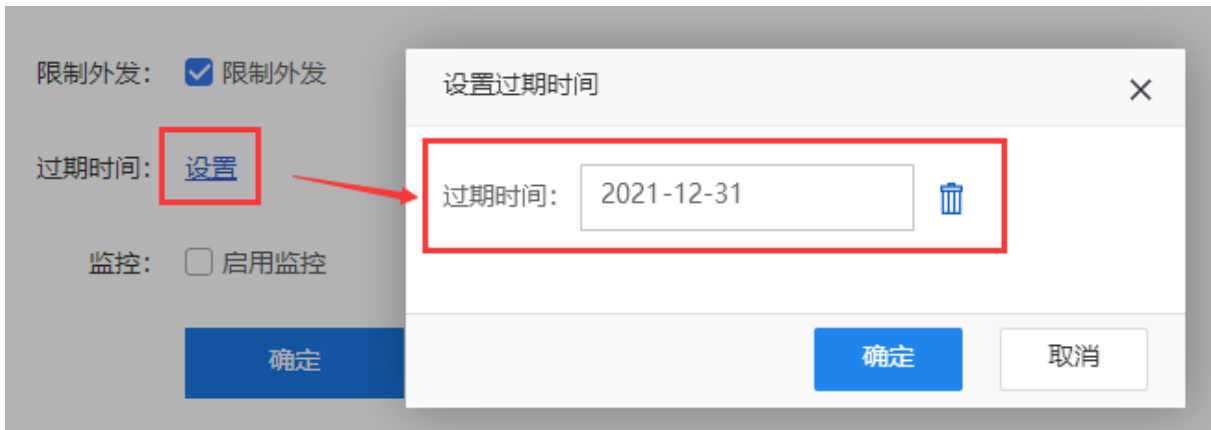 限制外发： 限制外发
过期时间： 设置
监控： 启用监控
确定
设置过期时间
过期时间： 2021-12-31
确定 取消